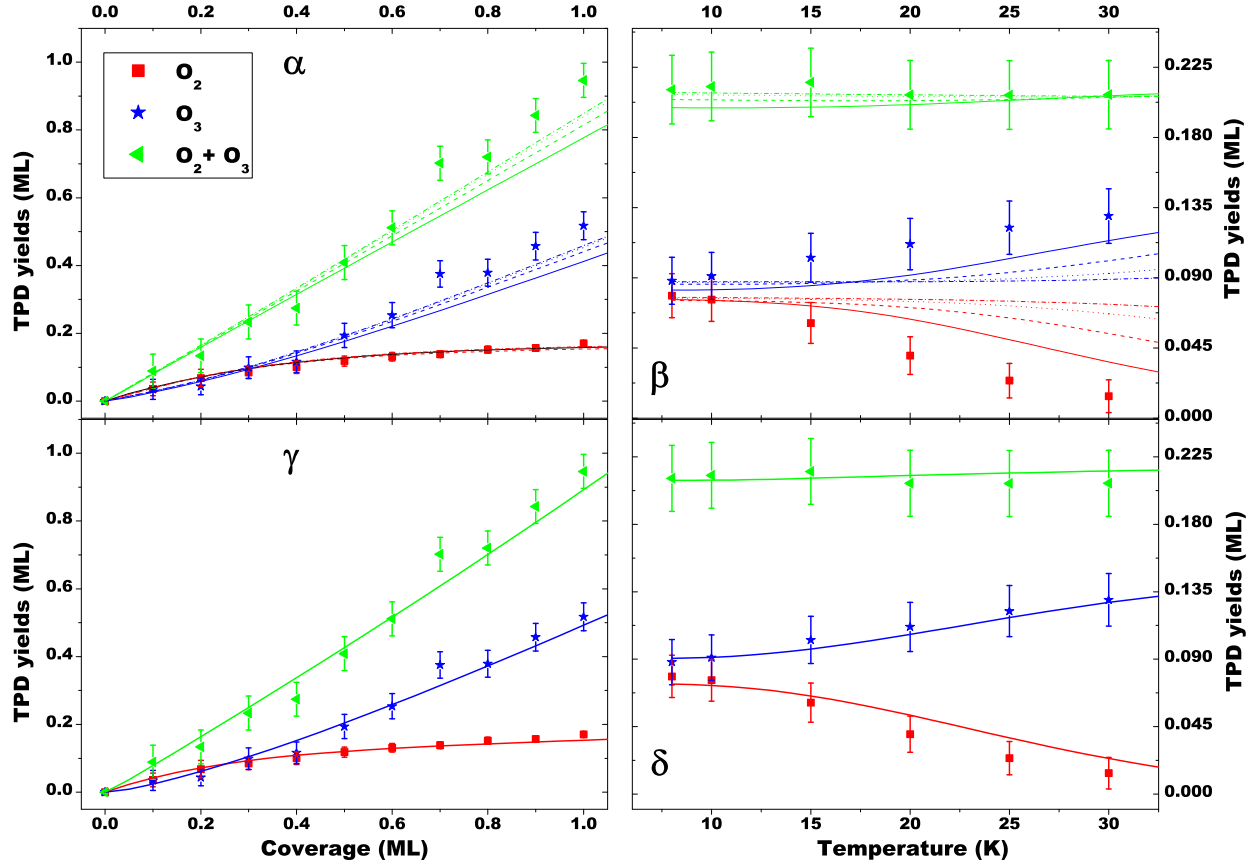 0.0 0.2 0.4 0.6 0.8 1.0
10 15 20 25 30
TPD yields (ML)
1.0
0.8
0.6
0.4
0.2
0.0
O₂
O₃
O₂ + O₃
α
β
0.225
0.180
0.135
0.090
0.045
0.000
TPD yields (ML)
TPD yields (ML)
1.0
0.8
0.6
0.4
0.2
0.0
γ
δ
0.225
0.180
0.135
0.090
0.045
0.000
TPD yields (ML)
0.0 0.2 0.4 0.6 0.8 1.0
10 15 20 25 30
Coverage (ML)
Temperature (K)